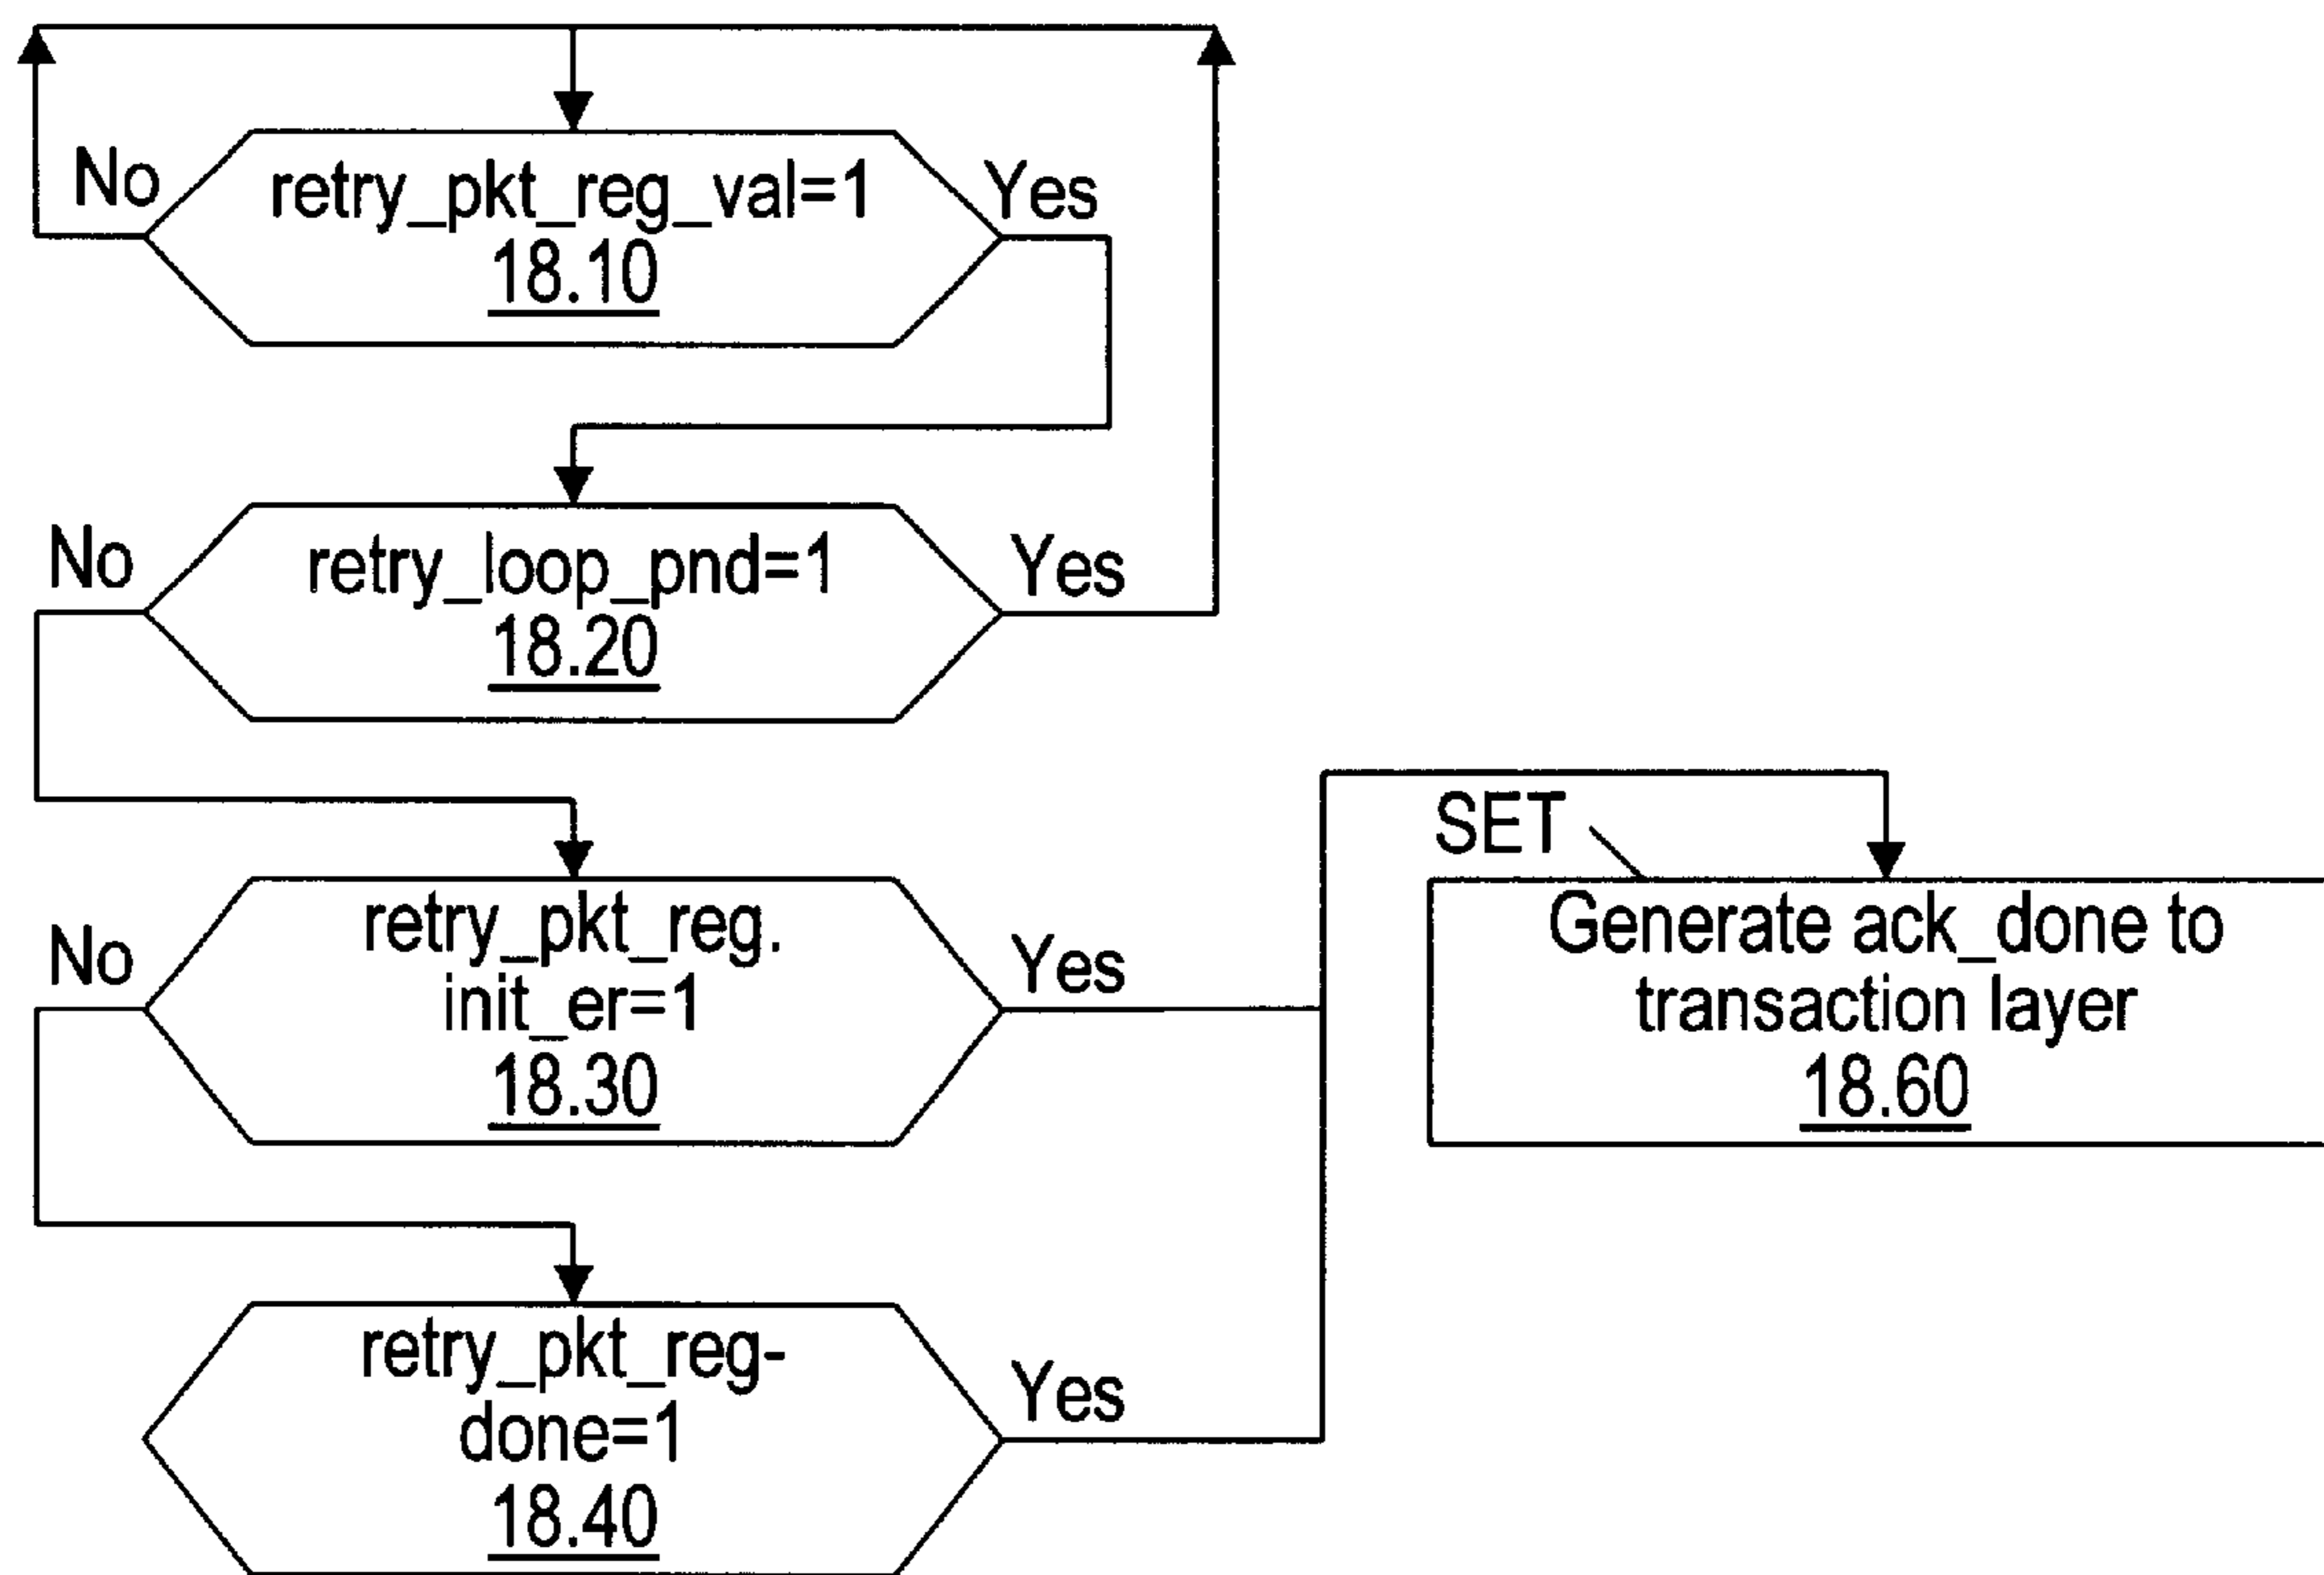 No
retry_pkt_reg_val=1
Yes
18.10
No
retry_loop_pnd=1
Yes
18.20
SET
Generate ack_done to
transaction layer
18.60
No
retry_pkt_reg.
init_er=1
Yes
18.30
retry_pkt_reg-
done=1
Yes
18.40